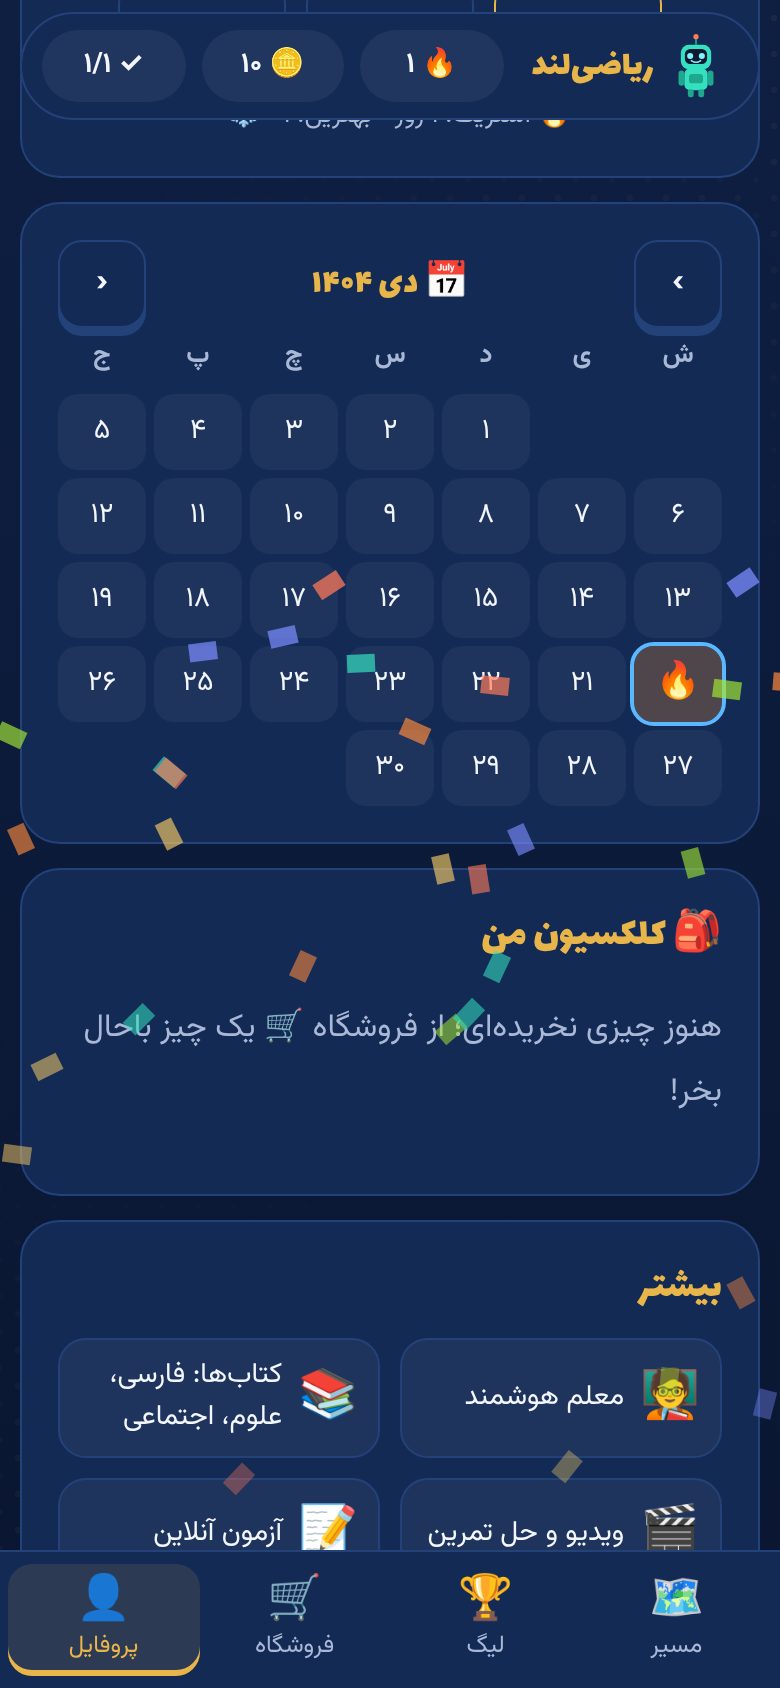 ریاضی‌لند
۱
۱۰
۱/۱
دی ۱۴۰۴
ش ی د س چ پ ج
۱ ۲ ۳ ۴ ۵
۶ ۷ ۸ ۹ ۱۰ ۱۱ ۱۲
۱۳ ۱۴ ۱۵ ۱۶ ۱۷ ۱۸ ۱۹
۲۱ ۲۲ ۲۳ ۲۴ ۲۵ ۲۶
۲۷ ۲۸ ۲۹ ۳۰
کلکسیون من
هنوز چیزی نخریده‌ای؛ از فروشگاه 🛒 یک چیز باحال
بخر!
بیشتر
معلم هوشمند
کتاب‌ها: فارسی،
علوم، اجتماعی
ویدیو و حل تمرین
آزمون آنلاین
مسیر
لیگ
فروشگاه
پروفایل